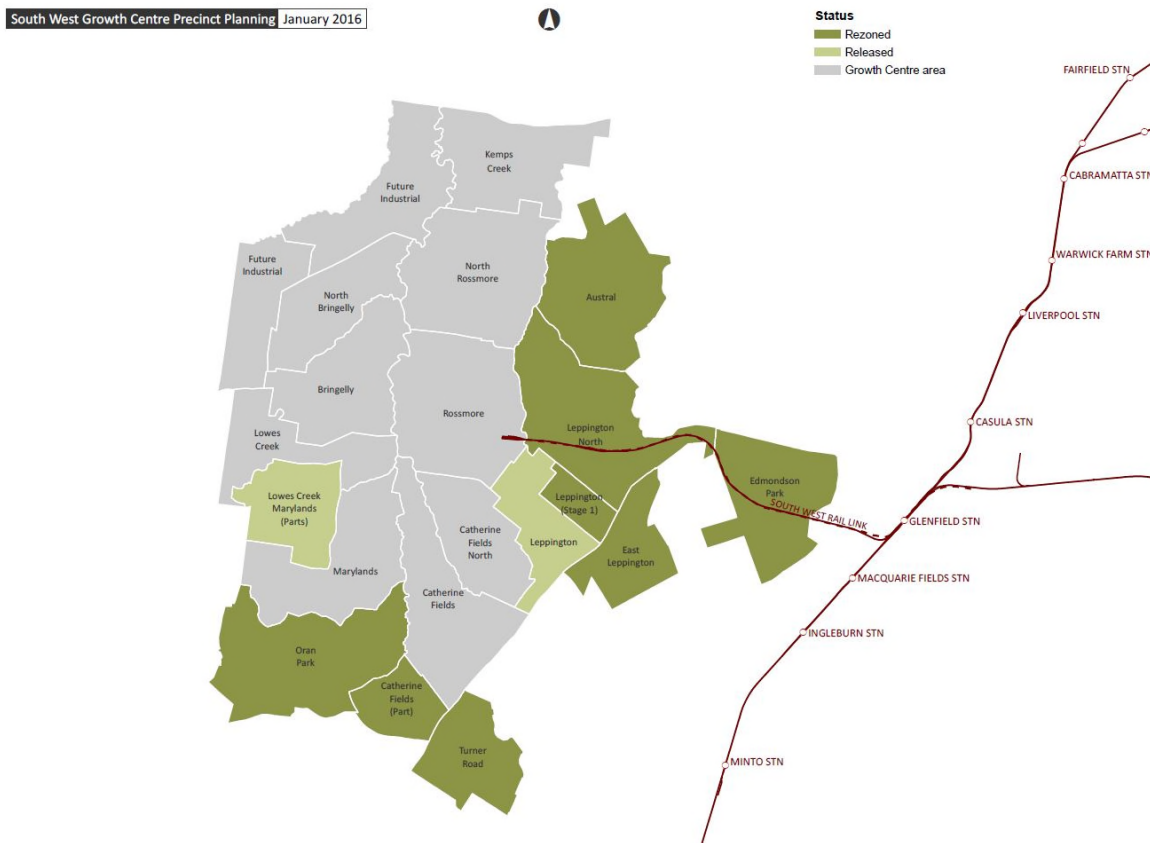 South West Growth Centre Precinct Planning January 2016
Status
Rezoned
Released
Growth Centre area
FAIRFIELD STN
CABRAMATTA STN
WARWICK FARM STN
LIVERPOOL STN
CASULA STN
GLENFIELD STN
MACQUARIE FIELDS STN
INGLEBURN STN
MINTO STN
SOUTH WEST RAIL LINK
Kemps
Creek
Future
Industrial
Future
Industrial
North
Rossmore
North
Bringelly
Austral
Bringelly
Rossmore
Leppington
North
Lowes
Creek
Lowes Creek
Marylands
(Parts)
Leppington
(Stage 1)
Edmondson
Park
Catherine
Fields
North
Leppington
East
Leppington
Marylands
Catherine
Fields
Oran
Park
Catherine
Fields
(Part)
Turner
Road